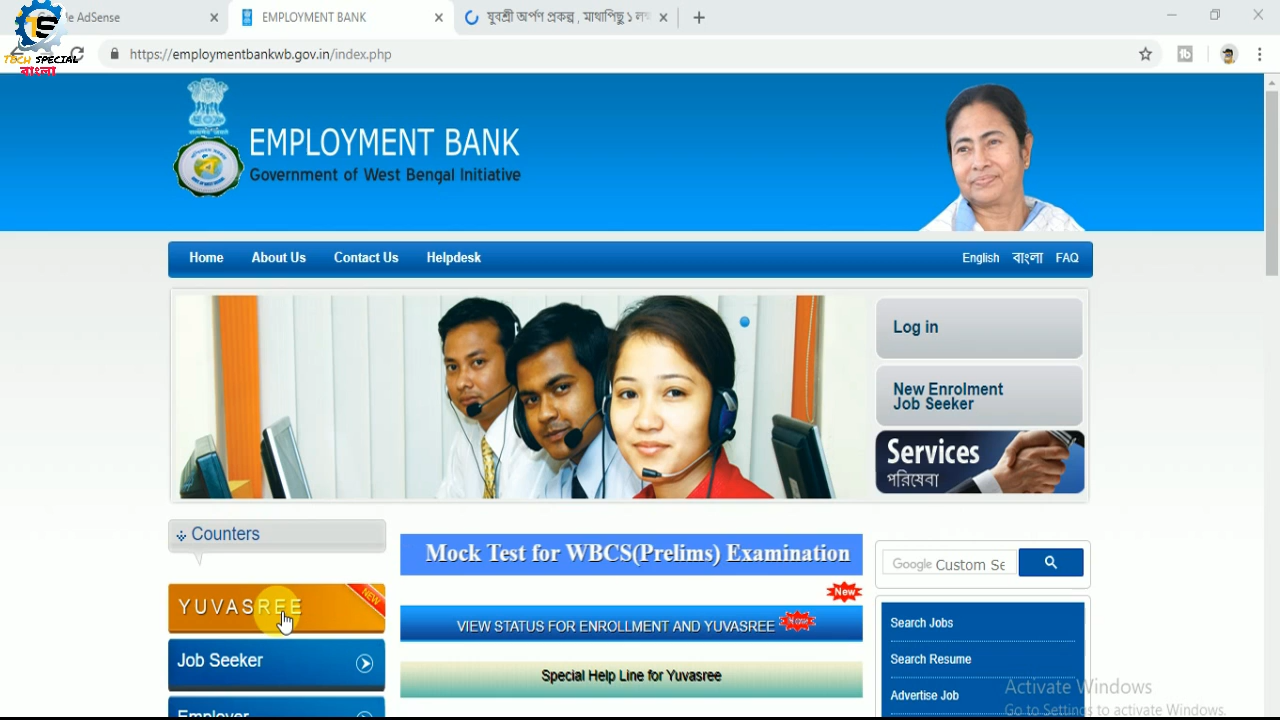 TS
TECH SPECIAL
বাংলা
le AdSense
EMPLOYMENT BANK
যুবশ্রী অর্পণ প্রকল্প , মাথাপিছু ১ লক্ষ
https://employmentbankwb.gov.in/index.php
EMPLOYMENT BANK
Government of West Bengal Initiative
Home About Us Contact Us Helpdesk English বাংলা FAQ
Log in
New Enrolment
Job Seeker
Services
পরিষেবা
Counters
Mock Test for WBCS(Prelims) Examination
Google Custom Se
YUVASREE
NEW
New
VIEW STATUS FOR ENROLLMENT AND YUVASREE
Search Jobs
Job Seeker
Special Help Line for Yuvasree
Search Resume
Advertise Job
Activate Windows
Go to Settings to activate Windows.
Employer